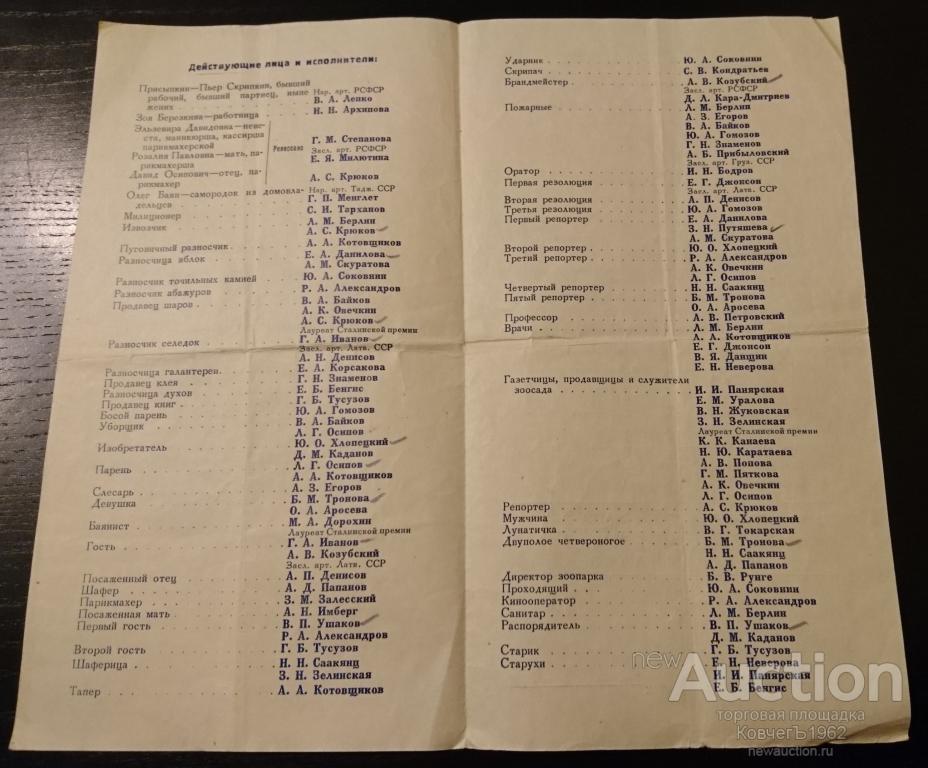 Действующие лица и исполнители:
Присыпкин—Пьер Скрипкин, бывший
рабочий, бывший партиец, ныне Нар. арт. РСФСР
жених . . . В. А. Лепко
Зоя Березкина—работница . . . Н. Н. Архипова
Эльзевира Давидовна—неве-
ста, маникюрша, кассирша
парикмахерской Г. М. Степанова
Засл. арт. РСФСР
Розалия Павловна—мать, па-
рикмахерша Е. Я. Милютина
Давид Осипович—отец, па-
рикмахер А. С. Крюков
Ренессанс
Олег Баян—самородок из домовла- Нар. арт. Тадж. ССР
дельцев . . . Г. П. Менглет
Милиционер . . . С. И. Тарханов
Извозчик . . . А. М. Берлин
А. С. Крюков
Пуговичный разносчик . . . А. А. Котовщиков
Разносчица яблок . . . Е. А. Данилова
А. М. Скуратова
Разносчик точильных камней . . . Ю. А. Соковнин
Разносчик абажуров . . . Р. А. Александров
Продавец шаров . . . В. А. Байков
А. К. Овечкин
А. С. Крюков
Лауреат Сталинской премии
Разносчик селедок . . . Г. А. Иванов
Засл. арт. Латв. ССР
А. Н. Денисов
Разносчица галантереи . . . Е. А. Корсакова
Продавец клея . . . Г. Н. Знаменов
Разносчица духов . . . Е. Б. Бенгис
Продавец книг . . . Г. Б. Тусузов
Босой парень . . . Ю. А. Гомозов
Уборщик . . . В. А. Байков
Л. Г. Осипов
Изобретатель . . . Ю. О. Хлопецкий
Д. М. Каданов
Парень . . . Л. Г. Осипов
А. А. Котовщиков
Слесарь . . . А. З. Егоров
Девушка . . . Б. М. Тронова
О. А. Аросева
Баянист . . . М. А. Дорохин
Лауреат Сталинской премии
Гость . . . Г. А. Иванов
А. В. Козубский
Засл. арт. Латв. ССР
Посаженный отец . . . А. П. Денисов
Шафер . . . А. Д. Папанов
Парикмахер . . . З. М. Залесский
Посаженная мать . . . А. Н. Имберг
Первый гость . . . В. П. Ушаков
Р. А. Александров
Второй гость . . . Г. Б. Тусузов
Шаферица . . . Н. Н. Саакянц
З. Н. Зелинская
Тапер . . . А. А. Котовщиков
Ударник . . . Ю. А. Соковнин
Скрипач . . . С. В. Кондратьев
Брандмейстер . . . А. В. Козубский
Засл. арт. РСФСР
Д. Л. Кара-Дмитриев
Пожарные . . . Л. М. Берлин
А. З. Егоров
В. А. Байков
Ю. А. Гомозов
Г. Н. Знаменов
А. Б. Прибыловский
Засл. арт. Груз. ССР
Оратор . . . И. Н. Бодров
Первая резолюция . . . Е. Г. Джонсон
Засл. арт. Латв. ССР
Вторая резолюция . . . А. П. Денисов
Третья резолюция . . . Ю. А. Гомозов
Первый репортер . . . Е. А. Данилова
З. Н. Путяшева
А. М. Скуратова
Второй репортер . . . Ю. О. Хлопецкий
Третий репортер . . . Р. А. Александров
А. К. Овечкин
Л. Г. Осипов
Четвертый репортер . . . Н. Н. Саакянц
Пятый репортер . . . Б. М. Тронова
О. А. Аросева
Профессор . . . А. В. Петровский
Врачи . . . Л. М. Берлин
Л. Л. Котовщиков
Е. Г. Джонсон
В. Я. Данцин
Е. Н. Неверова
Газетчицы, продавщицы и служители
зоосада . . . И. И. Панярская
Е. М. Уралова
В. Н. Жуковская
З. Н. Зелинская
Лауреат Сталинской премии
К. К. Канаева
Н. Ю. Каратаева
А. В. Попова
Г. М. Пяткова
А. К. Овечкин
Л. Г. Осипов
Репортер . . . А. С. Крюков
Мужчина . . . Ю. О. Хлопецкий
Лунатичка . . . В. Г. Токарская
Двуполое четвероногое . . . Б. М. Тронова
Н. Н. Саакянц
А. Д. Папанов
Директор зоопарка . . . Б. В. Рунге
Проходящий . . . Ю. А. Соковнин
Кинооператор . . . Р. А. Александров
Санитар . . . Л. М. Берлин
Распорядитель . . . В. П. Ушаков
Д. М. Каданов
Старик . . . Г. Б. Тусузов
Старухи . . . Е. Н. Неверова
И. И. Панярская
Е. Б. Бенгис
newAuction
торговая площадка
КовчегЪ1962
newauction.ru